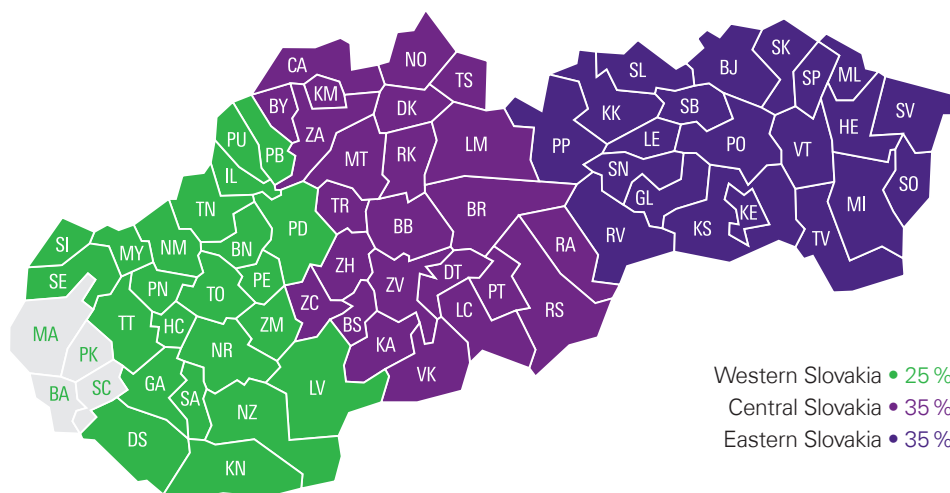 SK
NO
CA
SL
BJ
SP
ML
TS
KM
BY
DK
KK
SB
SV
HE
ZA
PU
LE
PO
PB
MT
RK
LM
PP
VT
SN
IL
SO
GL
TR
BR
MI
TN
KE
BB
PD
KS
RV
TV
SI
MY
NM
BN
RA
ZH
DT
SE
PE
PN
TO
ZV
PT
ZC
LC
RS
TT
HC
ZM
BS
MA
KA
NR
PK
VK
Western Slovakia • 25 %
GA
SC
BA
LV
SA
Central Slovakia • 35 %
NZ
DS
Eastern Slovakia • 35 %
KN